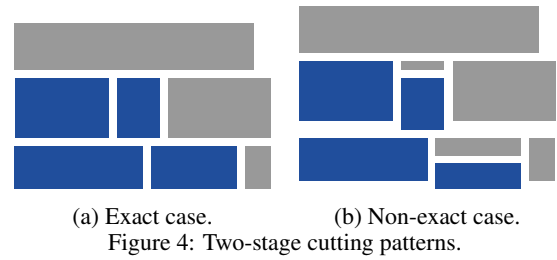 (a) Exact case.
(b) Non-exact case.
Figure 4: Two-stage cutting patterns.